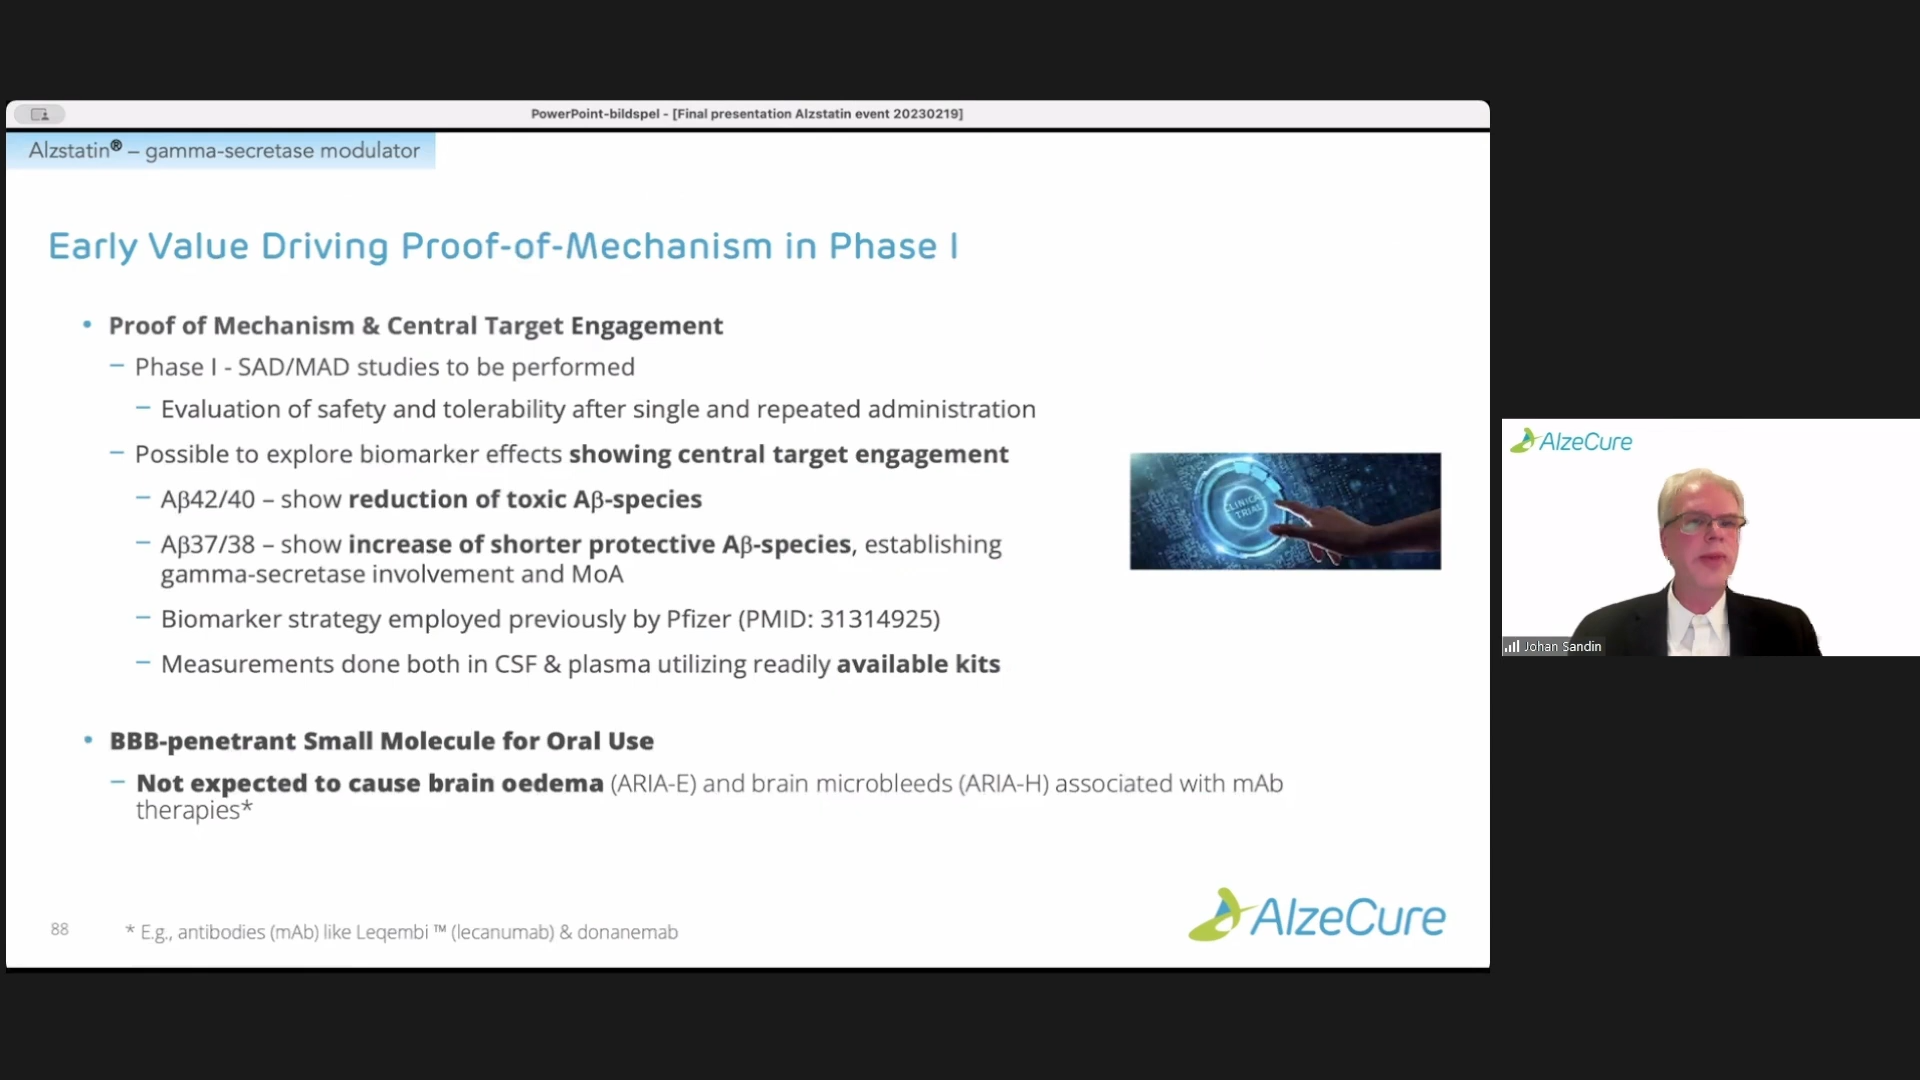 PowerPoint-bildspel - [Final presentation Alzstatin event 20230219]
Alzstatin® – gamma-secretase modulator
Early Value Driving Proof-of-Mechanism in Phase I
• Proof of Mechanism & Central Target Engagement
– Phase I - SAD/MAD studies to be performed
– Evaluation of safety and tolerability after single and repeated administration
– Possible to explore biomarker effects showing central target engagement
– Aβ42/40 – show reduction of toxic Aβ-species
– Aβ37/38 – show increase of shorter protective Aβ-species, establishing
gamma-secretase involvement and MoA
– Biomarker strategy employed previously by Pfizer (PMID: 31314925)
– Measurements done both in CSF & plasma utilizing readily available kits
CLINICAL
TRIAL
• BBB-penetrant Small Molecule for Oral Use
– Not expected to cause brain oedema (ARIA-E) and brain microbleeds (ARIA-H) associated with mAb
therapies*
88
* E.g., antibodies (mAb) like Leqembi ™ (lecanumab) & donanemab
AlzeCure
AlzeCure
Johan Sandin